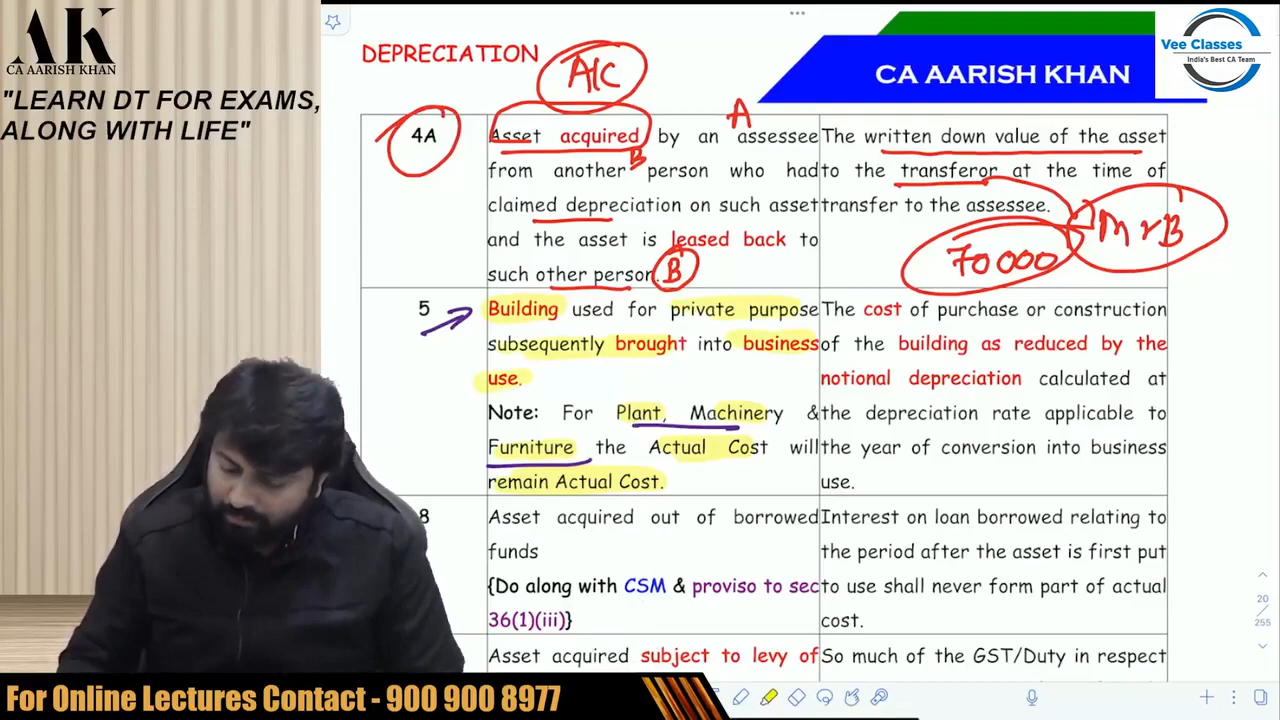 AK
CA AARISH KHAN
"LEARN DT FOR EXAMS,
ALONG WITH LIFE"
DEPRECIATION
A/C
CA AARISH KHAN
Vee Classes
India's Best CA Team
4A
Asset acquired by an assessee
from another person who had
claimed depreciation on such asset
and the asset is leased back to
such other person.
A
B
B
The written down value of the asset
to the transferor at the time of
transfer to the assessee.
70000
Mr B
5
Building used for private purpose
subsequently brought into business
use.
Note: For Plant, Machinery &
Furniture the Actual Cost will
remain Actual Cost.
The cost of purchase or construction
of the building as reduced by the
notional depreciation calculated at
the depreciation rate applicable to
the year of conversion into business
use.
8
Asset acquired out of borrowed
funds
{Do along with CSM & proviso to sec
36(1)(iii)}
Interest on loan borrowed relating to
the period after the asset is first put
to use shall never form part of actual
cost.
Asset acquired subject to levy of
So much of the GST/Duty in respect
20
255
For Online Lectures Contact - 900 900 8977